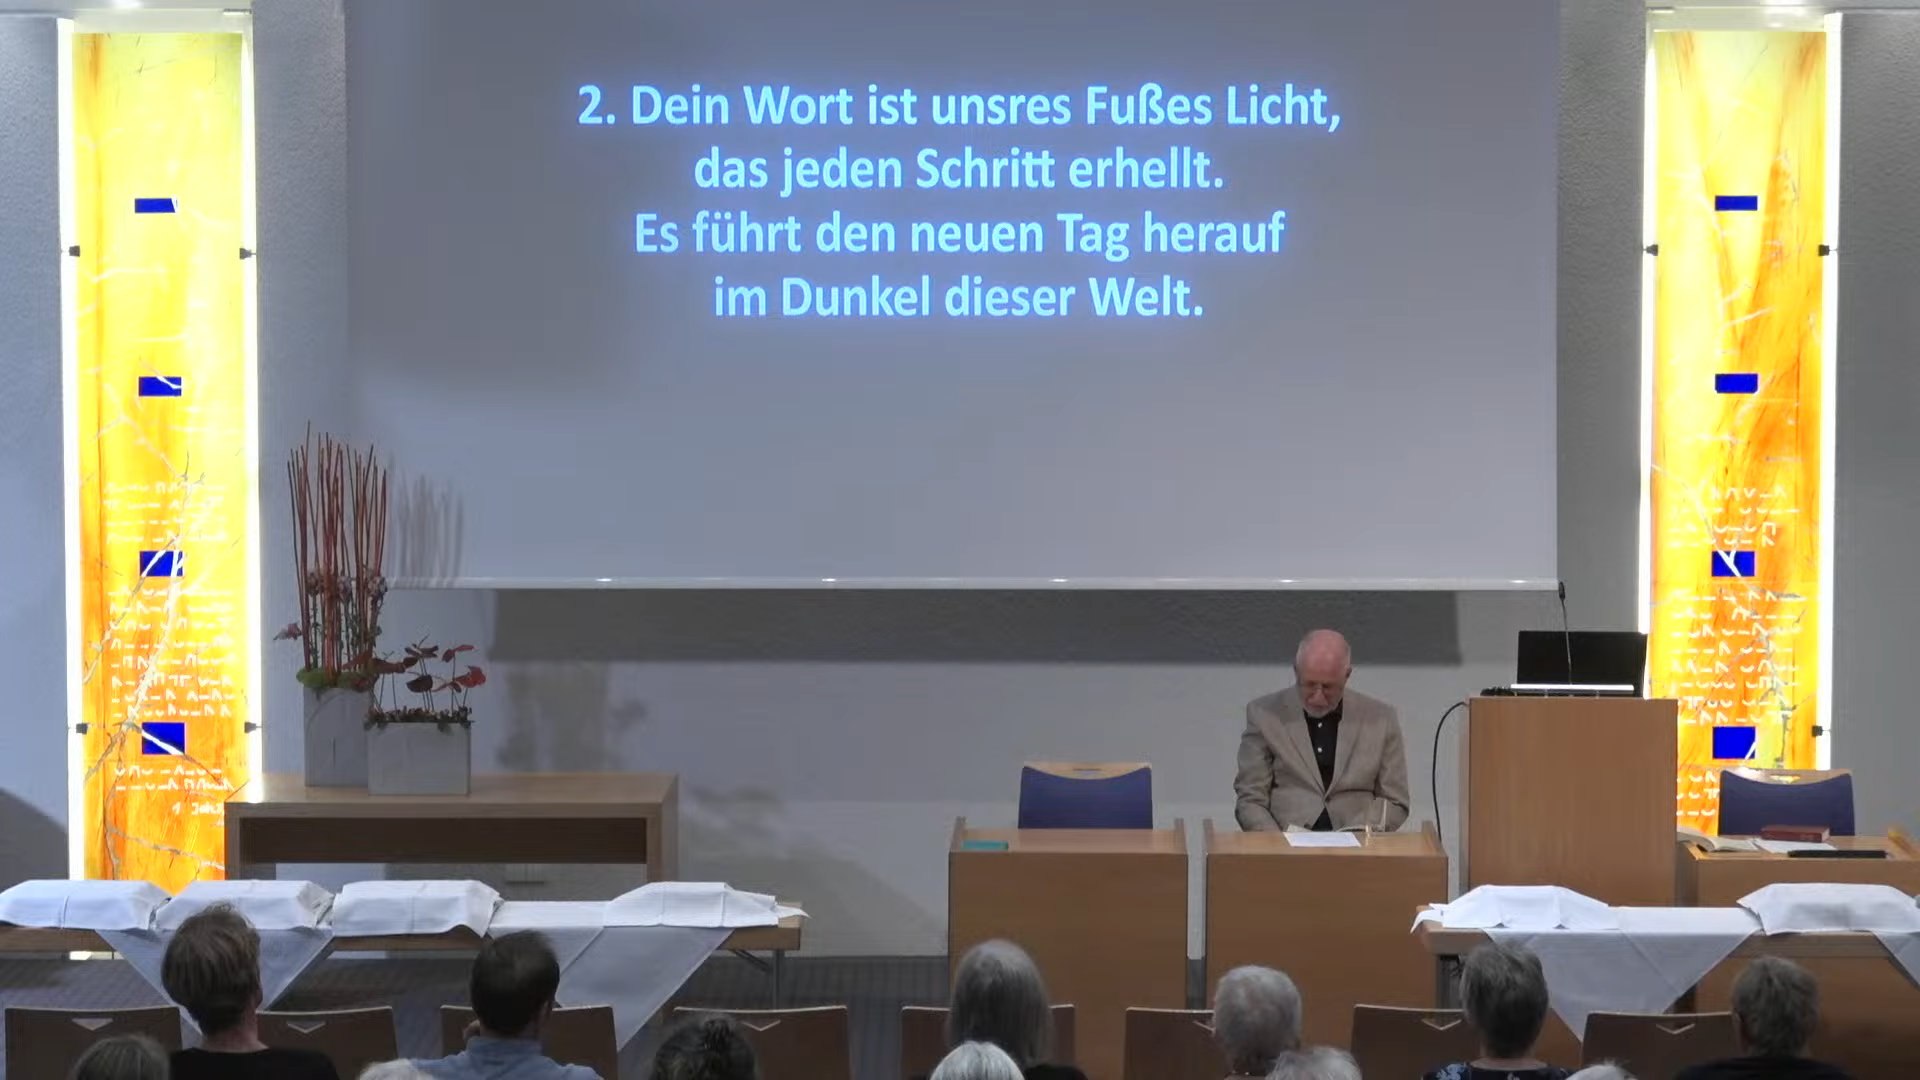 2. Dein Wort ist unsres Fußes Licht,
das jeden Schritt erhellt.
Es führt den neuen Tag herauf
im Dunkel dieser Welt.